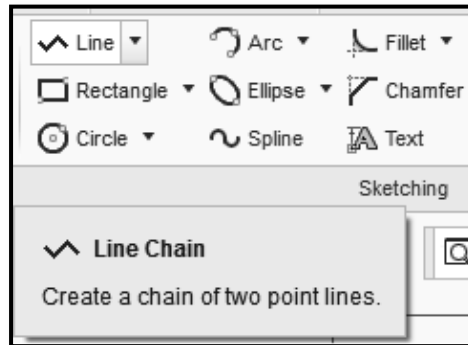 Line Arc Fillet
Rectangle Ellipse Chamfer
Circle Spline Text
Sketching
Line Chain
Create a chain of two point lines.